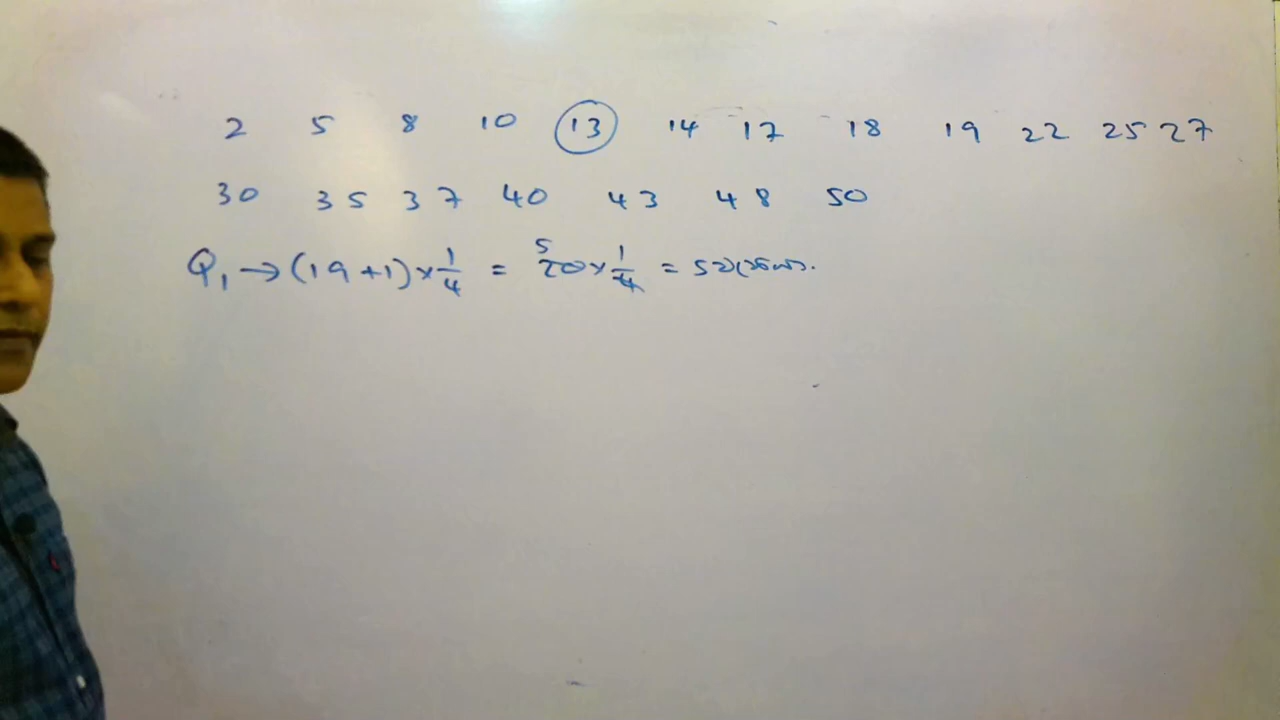 2 5 8 10 13 14 17 18 19 22 25 27
30 35 37 40 43 48 50
Q₁ → (19+1) × 1/4 = 5 20 × 1/4 = 5